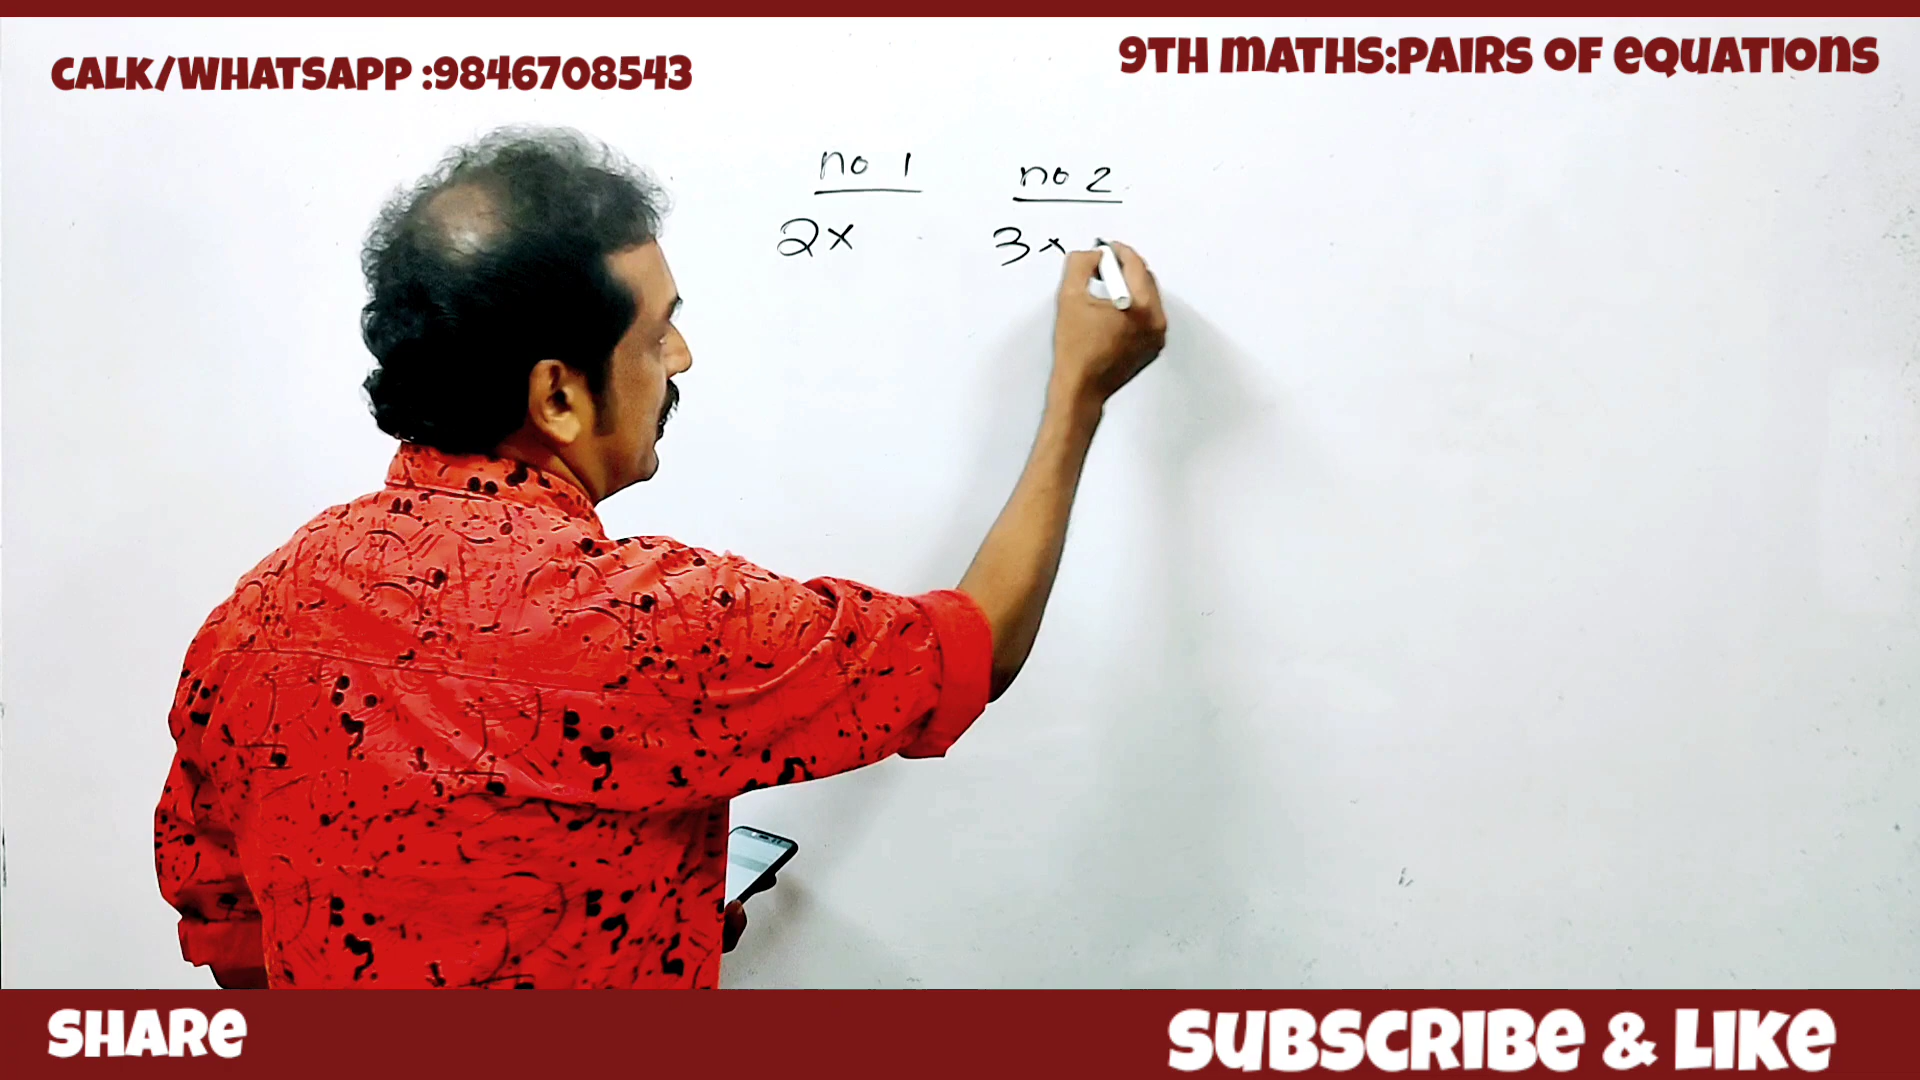 CALK/WHATSAPP :9846708543
9TH MATHS:PAIRS OF EQUATIONS
no 1
no 2
2x
3x
SHARE
SUBSCRIBE & LIKE